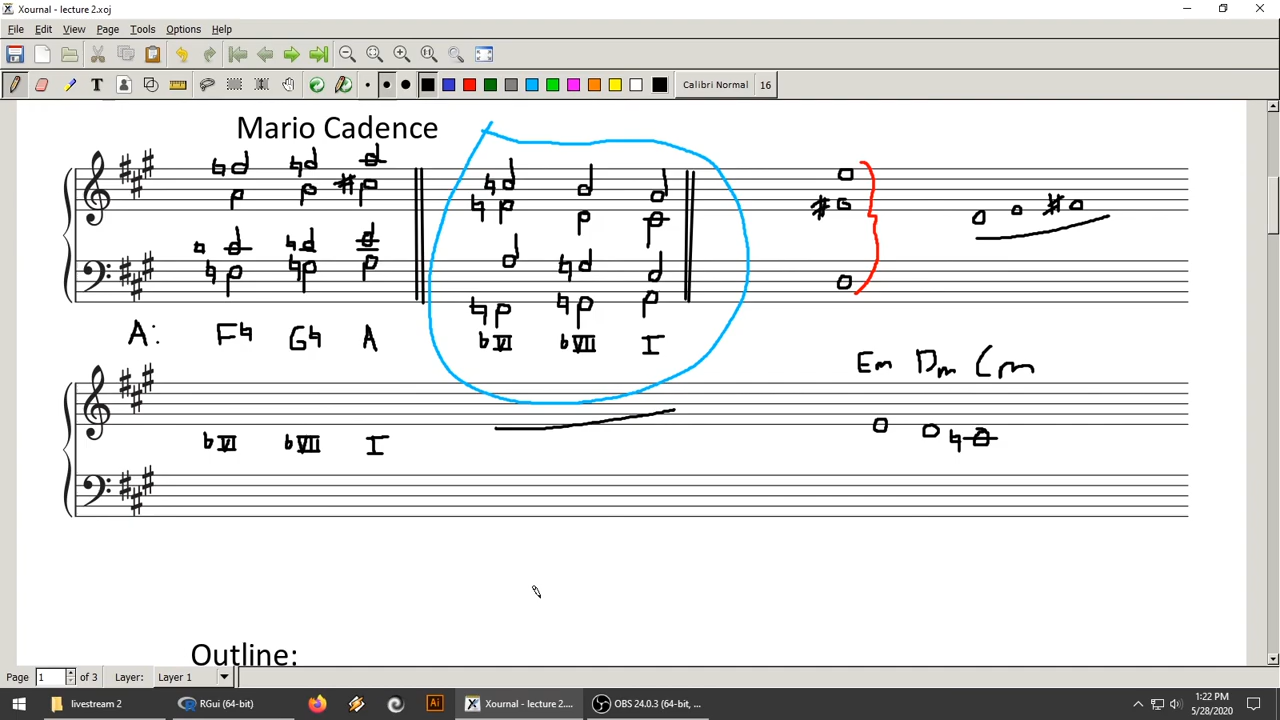 Xournal - lecture 2.xoj
File Edit View Page Tools Options Help
Calibri Normal 16
Mario Cadence
A: F♮ G♮ A
♭VI ♭VII I
Em Dm Cm
♭VI ♭VII I
Outline:
Page 1 of 3 Layer: Layer 1
livestream 2 RGui (64-bit) Ai Xournal - lecture 2.... OBS 24.0.3 (64-bit, ... 1:22 PM
5/28/2020